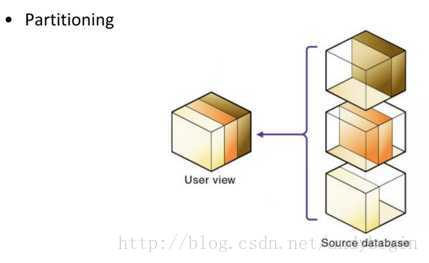 • Partitioning
User view
Source database
http://blog.csdn.net/